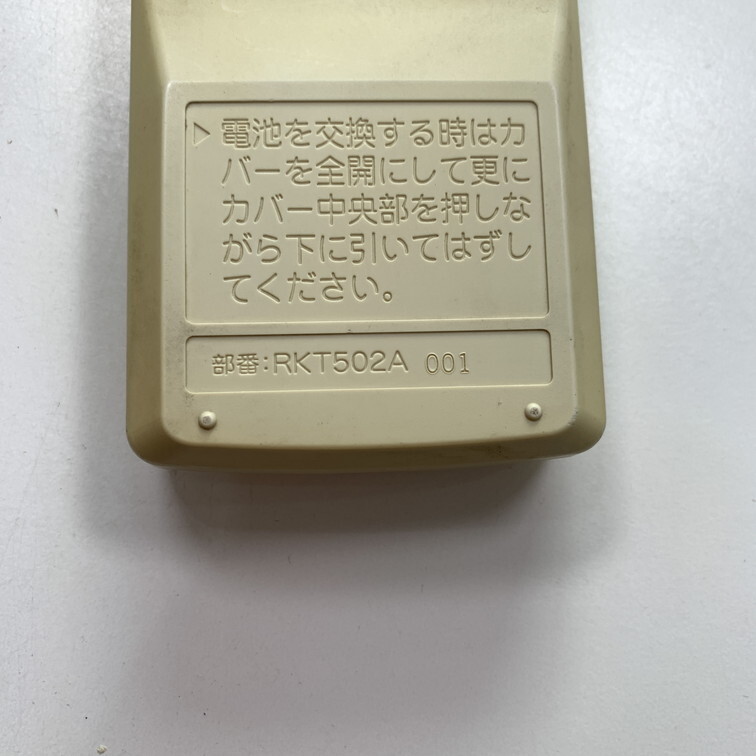 ▷ 電池を交換する時はカ
バーを全開にして更に
カバー中央部を押しな
がら下に引いてはずし
てください。
部番:RKT502A 001